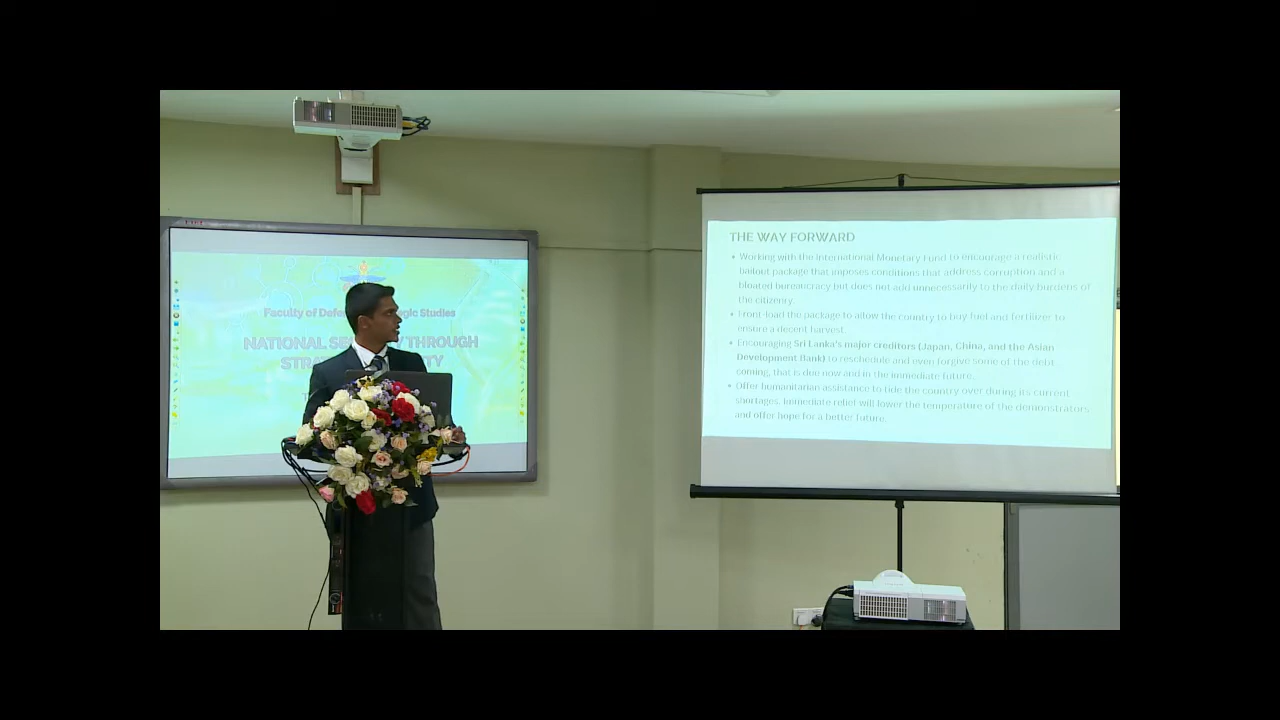 Faculty of Defe egic Studies
NATIONAL SE Y THROUGH
STRA TY
THE WAY FORWARD
• Working with the International Monetary Fund to encourage a realistic
bailout package that imposes conditions that address corruption and a
bloated bureaucracy but does not add unnecessarily to the daily burdens of
the citizenry.
• Front-load the package to allow the country to buy fuel and fertilizer to
ensure a decent harvest.
• Encouraging Sri Lanka's major creditors (Japan, China, and the Asian
Development Bank) to reschedule and even forgive some of the debt
coming, that is due now and in the immediate future.
• Offer humanitarian assistance to tide the country over during its current
shortages. Immediate relief will lower the temperature of the demonstrators
and offer hope for a better future.